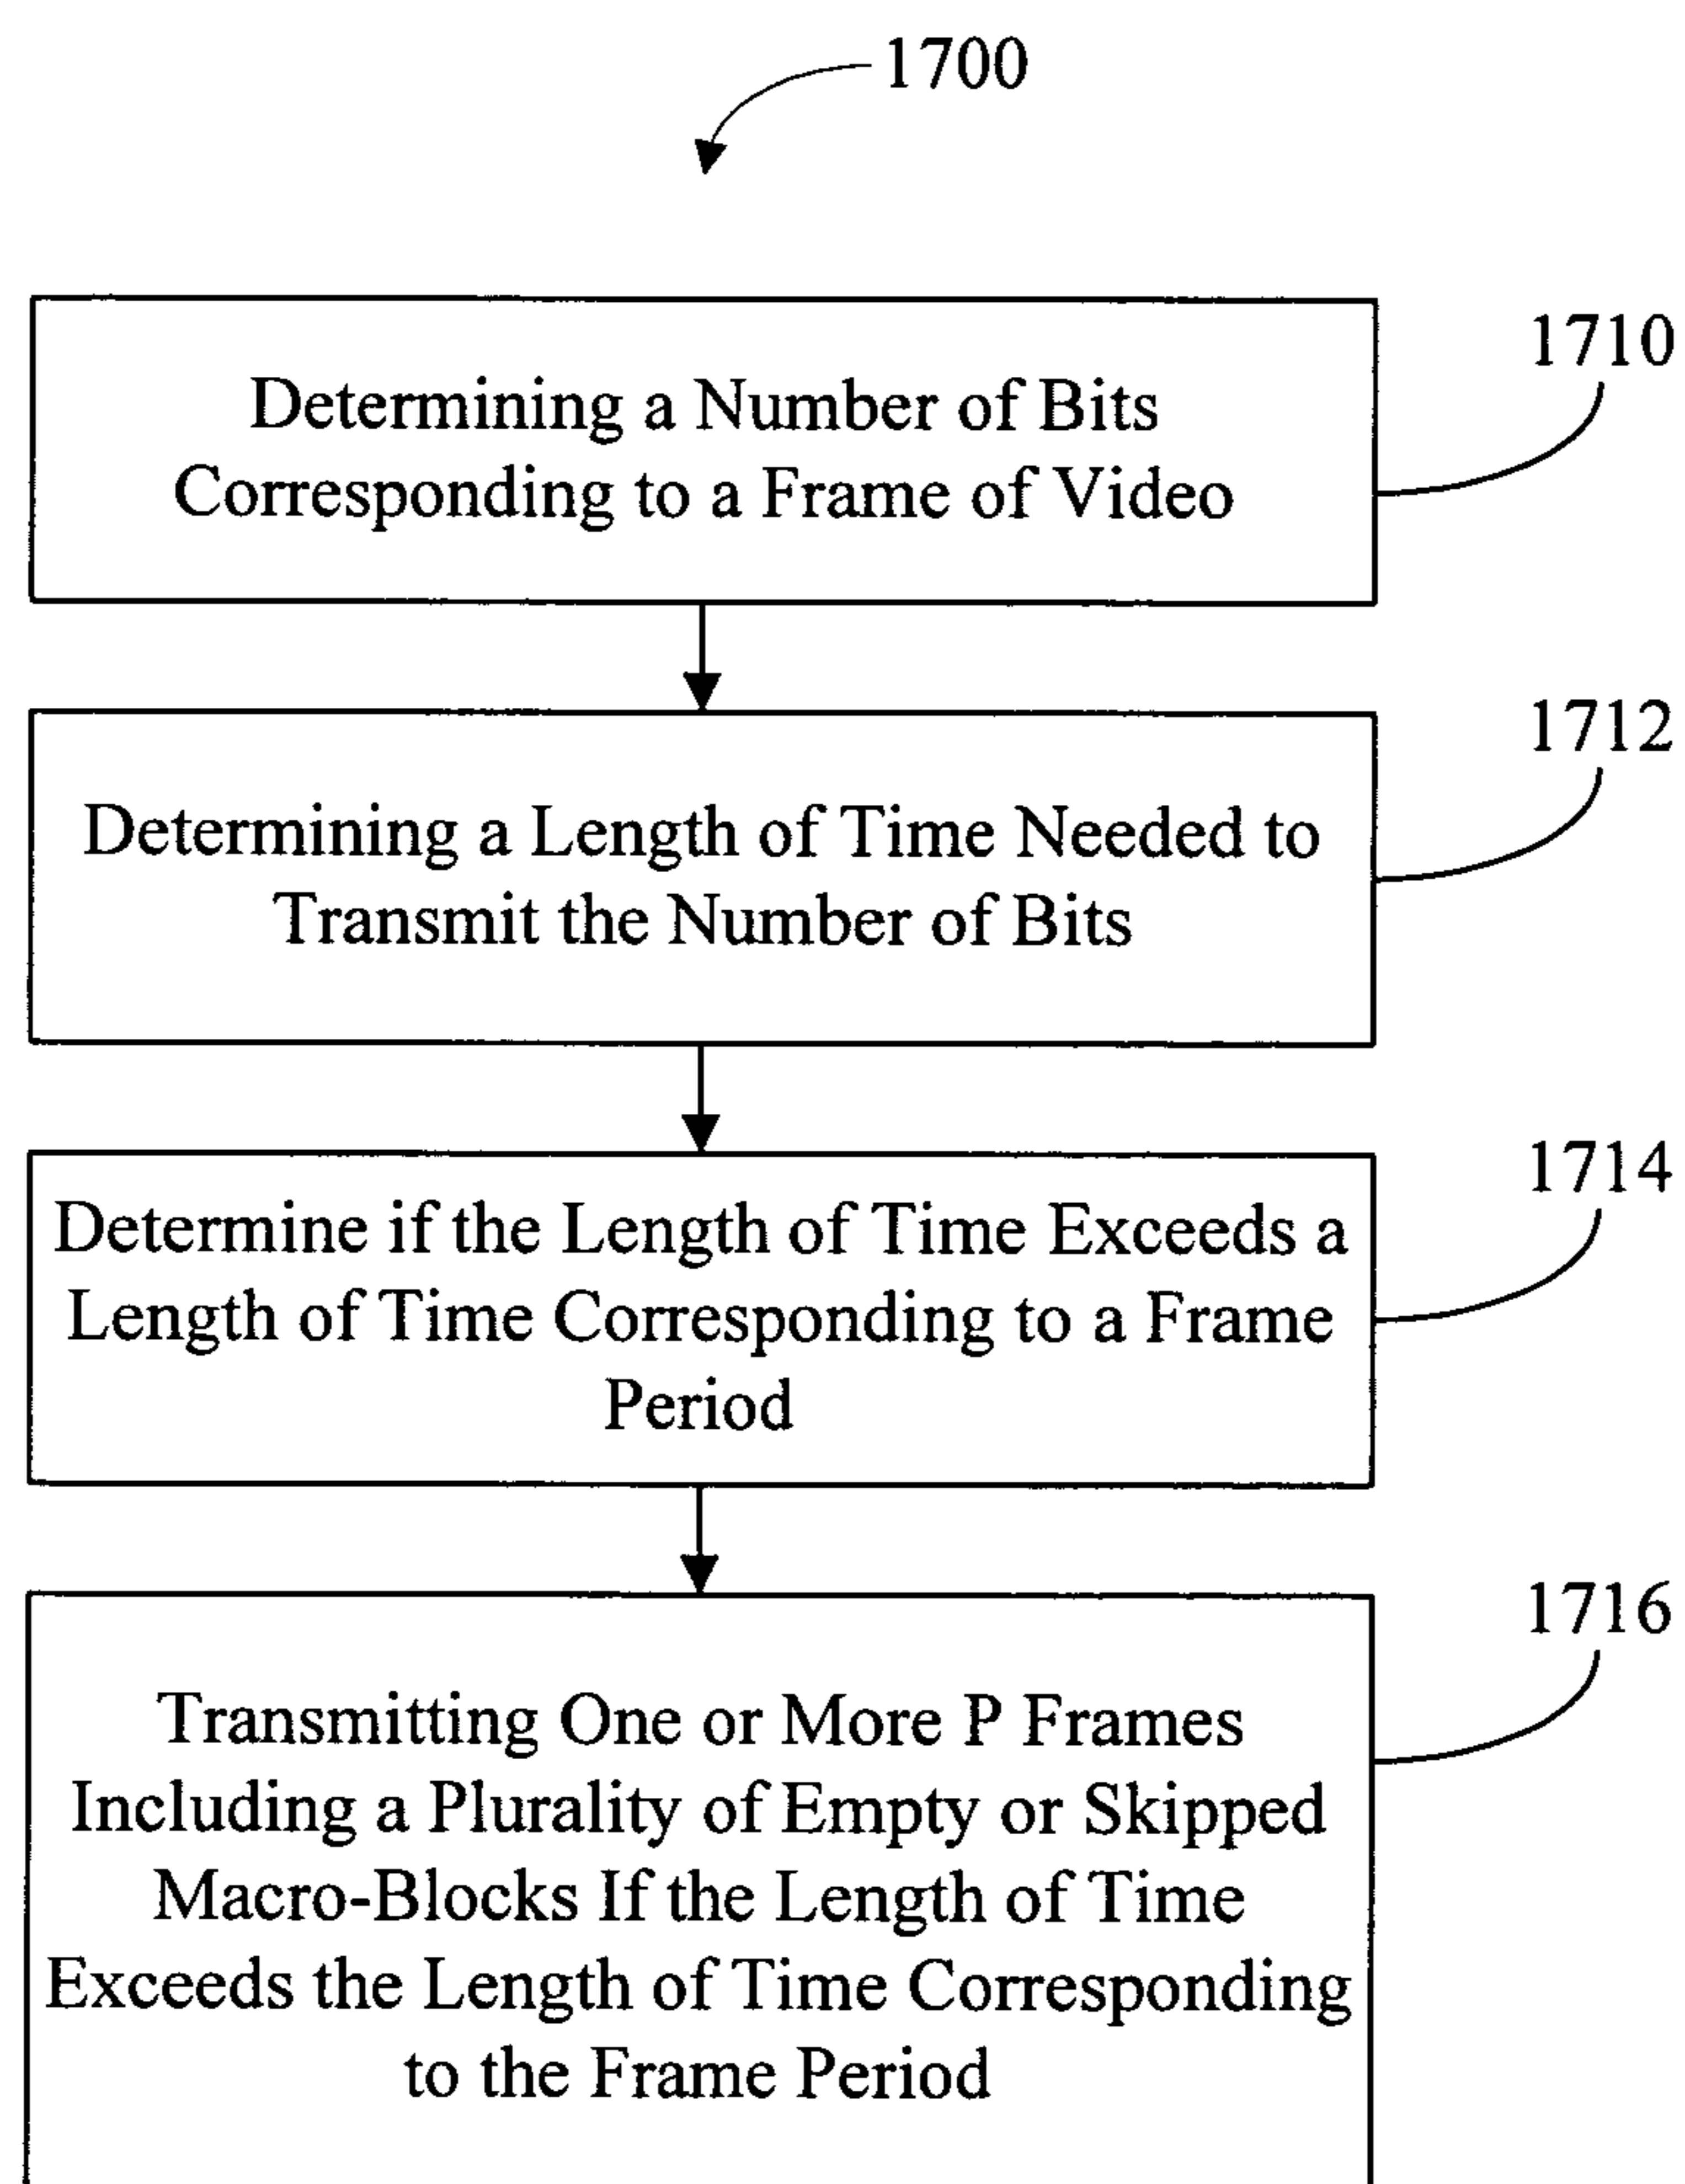 1700
1710
Determining a Number of Bits
Corresponding to a Frame of Video
1712
Determining a Length of Time Needed to
Transmit the Number of Bits
1714
Determine if the Length of Time Exceeds a
Length of Time Corresponding to a Frame
Period
1716
Transmitting One or More P Frames
Including a Plurality of Empty or Skipped
Macro-Blocks If the Length of Time
Exceeds the Length of Time Corresponding
to the Frame Period